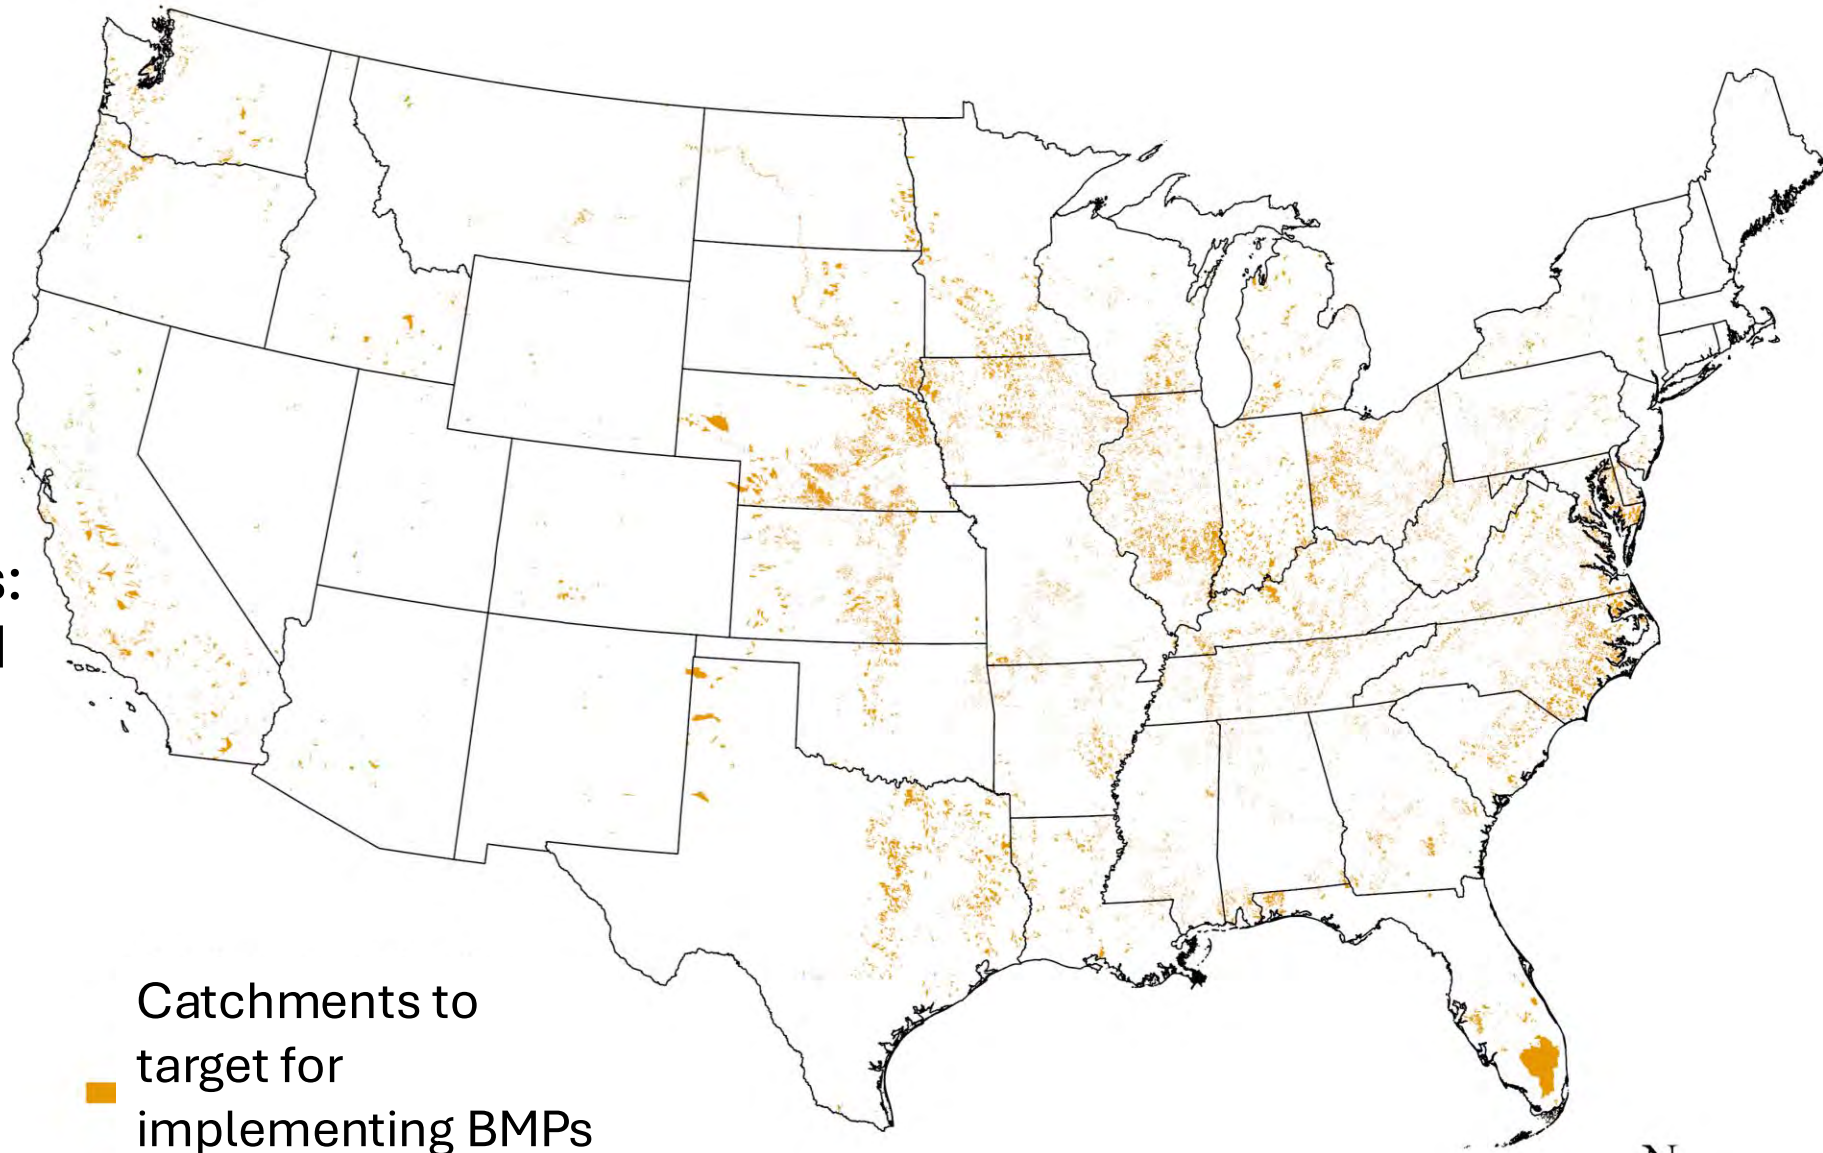 s:
Catchments to
target for
implementing BMPs
N